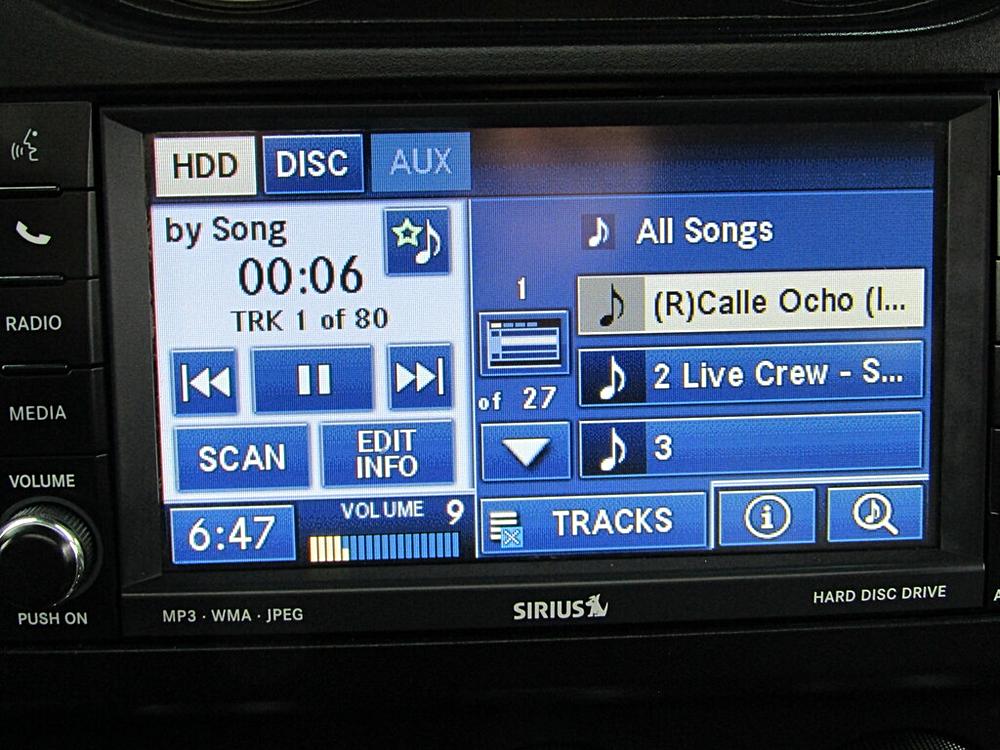 HDD DISC AUX
by Song
00:06
TRK 1 of 80
SCAN
EDIT
INFO
6:47
VOLUME 9
1
of 27
All Songs
(R)Calle Ocho (I...
2 Live Crew - S...
3
TRACKS
RADIO
MEDIA
VOLUME
PUSH ON
MP3 · WMA · JPEG
SIRIUS
HARD DISC DRIVE